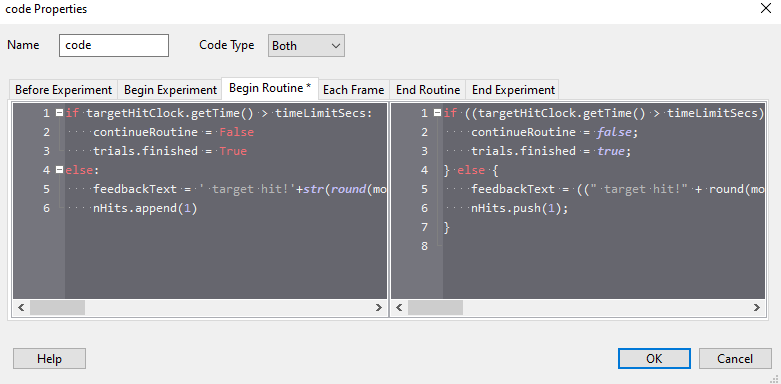 code Properties
Name code Code Type Both
Before Experiment Begin Experiment Begin Routine * Each Frame End Routine End Experiment
1 if targetHitClock.getTime() > timeLimitSecs:
2 continueRoutine = False
3 trials.finished = True
4 else:
5 feedbackText = ' target hit!'+str(round(mo
6 nHits.append(1)
1 if ((targetHitClock.getTime() > timeLimitSecs)
2 continueRoutine = false;
3 trials.finished = true;
4 } else {
5 feedbackText = ((" target hit!" + round(mo
6 nHits.push(1);
7 }
8
Help OK Cancel